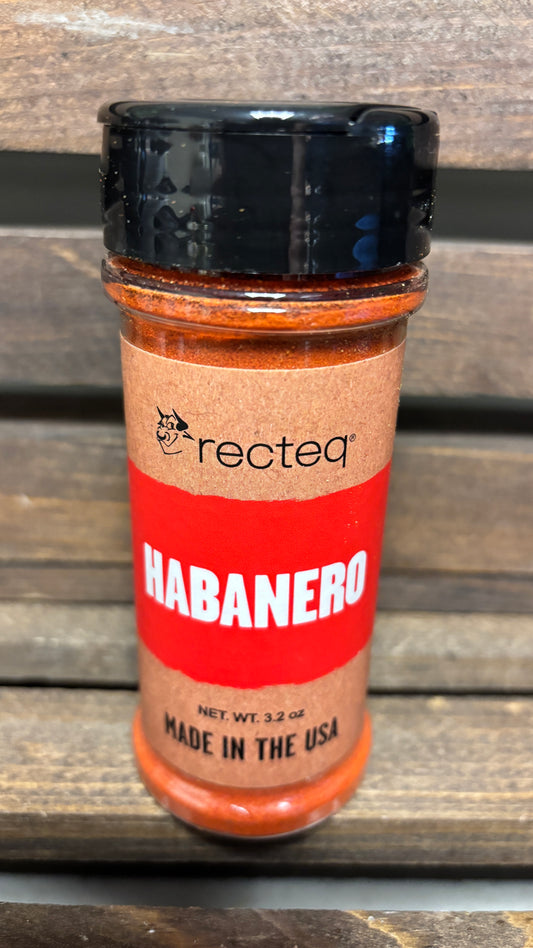 recteq®
HABANERO
NET. WT. 3.2 oz
MADE IN THE USA